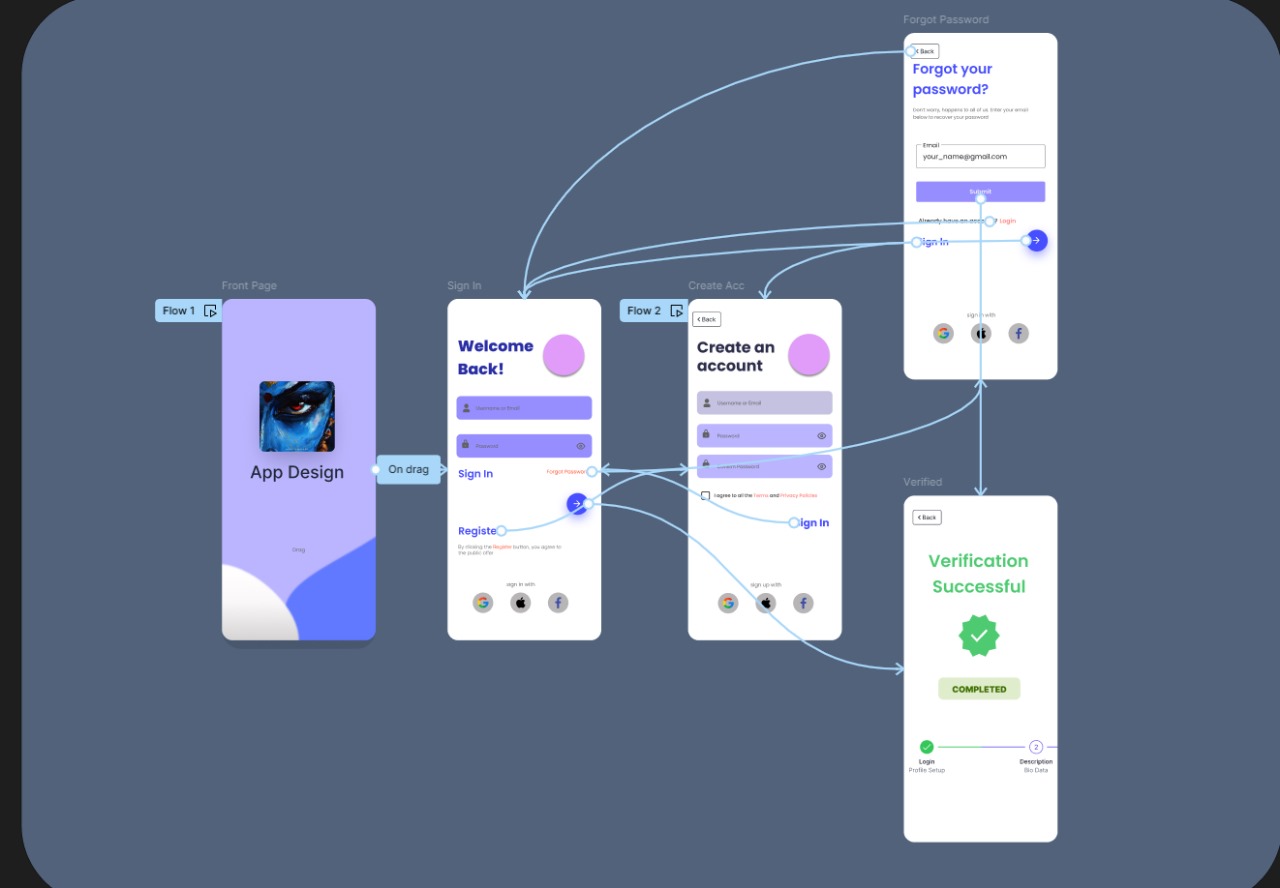 Forgot Password
Back
Forgot your
password?
Don't worry, happens to all of us. Enter your email
below to recover your password
Email
your_name@gmail.com
Submit
Already have an account? Login
Sign In
sign in with
Front Page
Flow 1
App Design
On drag
Sign In
Welcome
Back!
Username or Email
Password
Sign In
Forgot Password
Register
By clicking the Register button, you agree to
the public offer
sign in with
Create Acc
Flow 2
Back
Create an
account
Username or Email
Password
Confirm Password
I agree to all the Terms and Privacy Policies
Sign In
sign up with
Verified
Back
Verification
Successful
COMPLETED
2
Login
Profile Setup
Description
Bio Data